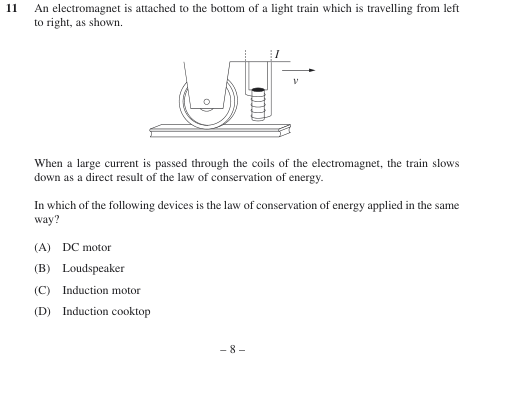 11 An electromagnet is attached to the bottom of a light train which is travelling from left
to right, as shown.
I
v
When a large current is passed through the coils of the electromagnet, the train slows
down as a direct result of the law of conservation of energy.
In which of the following devices is the law of conservation of energy applied in the same
way?
(A) DC motor
(B) Loudspeaker
(C) Induction motor
(D) Induction cooktop
– 8 –